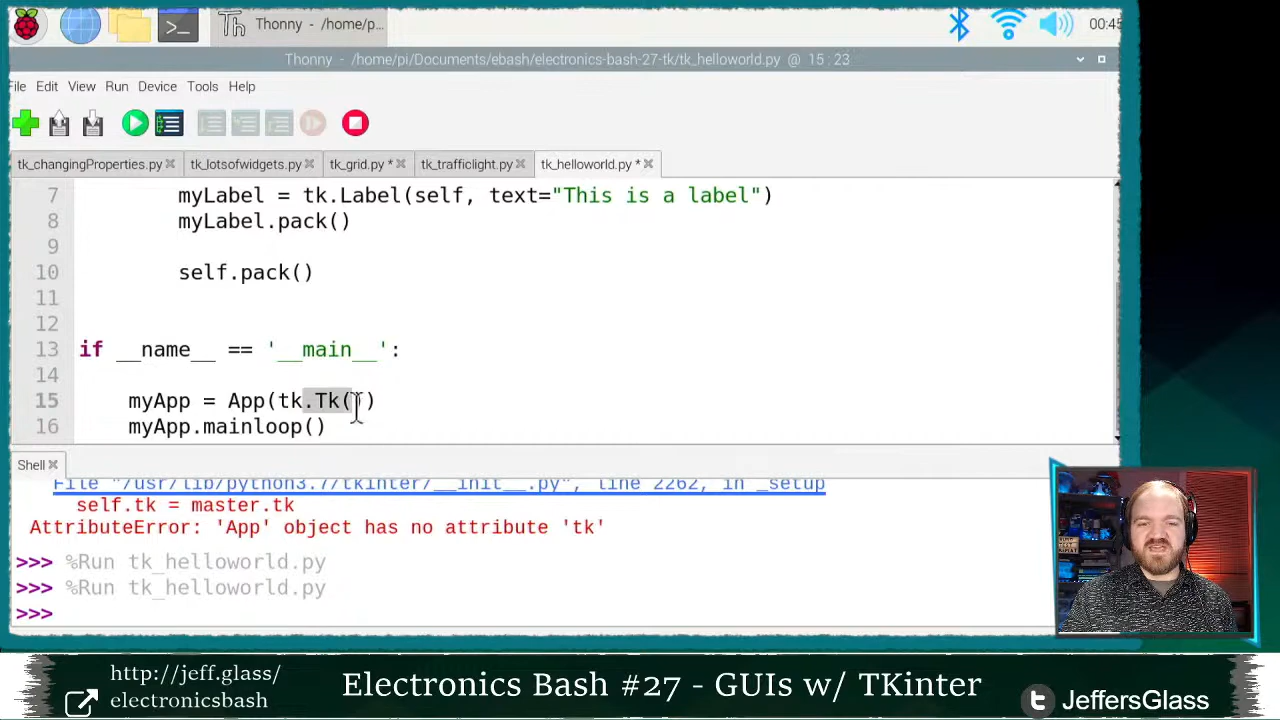 Thonny - /home/p...
00:45
Thonny - /home/pi/Documents/ebash/electronics-bash-27-tk/tk_helloworld.py @ 15 : 23
ile Edit View Run Device Tools Help
tk_changingProperties.py tk_lotsofwidgets.py tk_grid.py * tk_trafficlight.py tk_helloworld.py *
7 myLabel = tk.Label(self, text="This is a label")
8 myLabel.pack()
9
10 self.pack()
11
12
13 if __name__ == '__main__':
14
15 myApp = App(tk.Tk())
16 myApp.mainloop()
Shell
File "/usr/lib/python3.7/tkinter/__init__.py", line 2262, in _setup
self.tk = master.tk
AttributeError: 'App' object has no attribute 'tk'
>>> %Run tk_helloworld.py
>>> %Run tk_helloworld.py
>>>
http://jeff.glass/
electronicsbash
Electronics Bash #27 - GUIs w/ TKinter
JeffersGlass